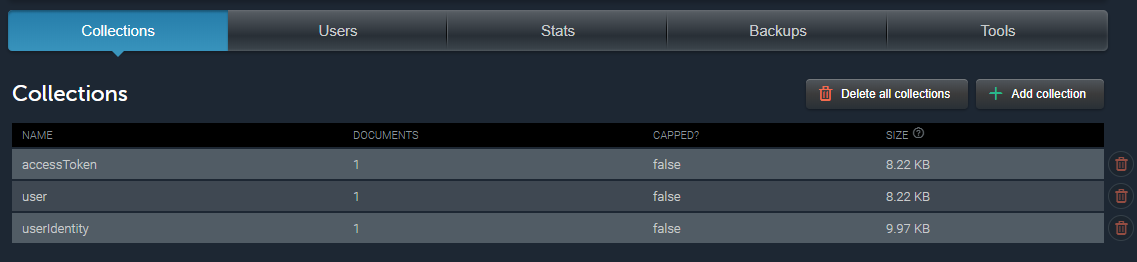 Collections Users Stats Backups Tools
Collections Delete all collections Add collection
NAME DOCUMENTS CAPPED? SIZE ?
accessToken 1 false 8.22 KB
user 1 false 8.22 KB
userIdentity 1 false 9.97 KB